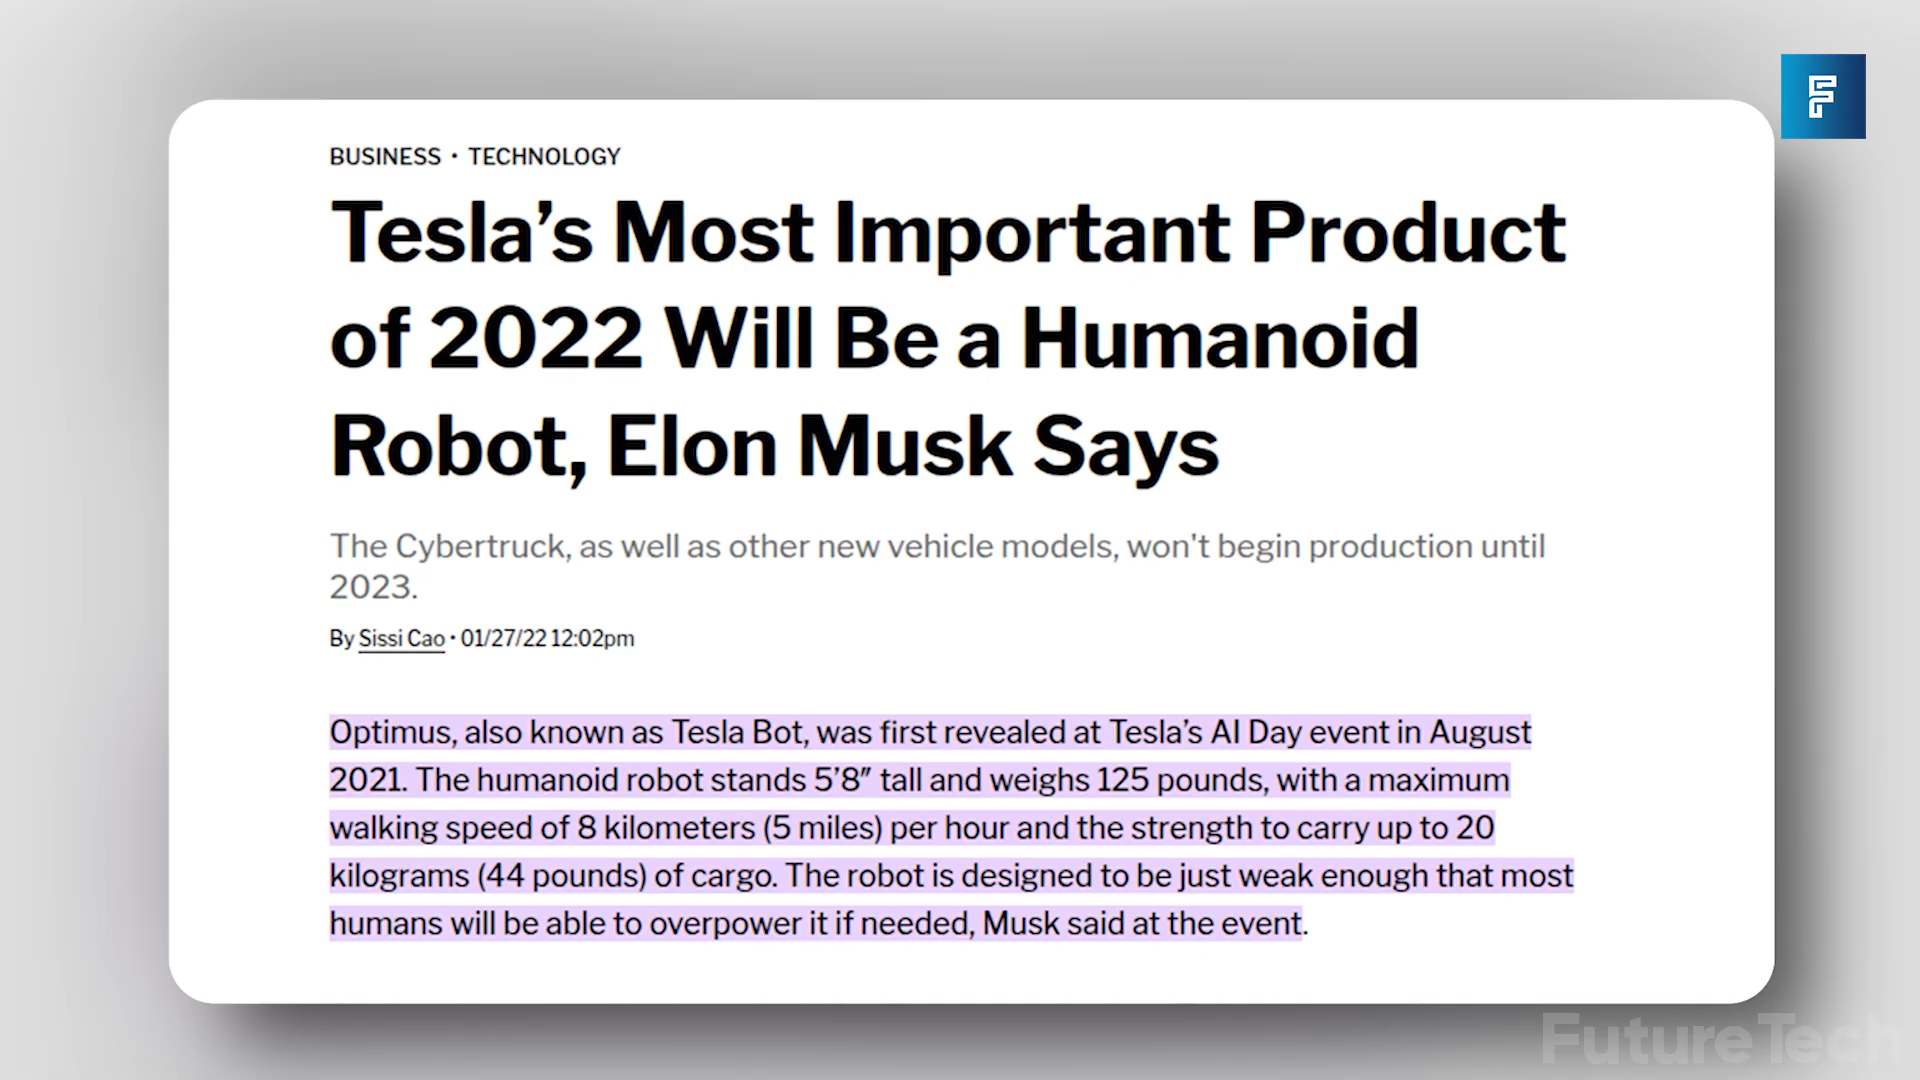 BUSINESS • TECHNOLOGY
Tesla’s Most Important Product
of 2022 Will Be a Humanoid
Robot, Elon Musk Says
The Cybertruck, as well as other new vehicle models, won't begin production until
2023.
By Sissi Cao • 01/27/22 12:02pm
Optimus, also known as Tesla Bot, was first revealed at Tesla’s AI Day event in August
2021. The humanoid robot stands 5’8″ tall and weighs 125 pounds, with a maximum
walking speed of 8 kilometers (5 miles) per hour and the strength to carry up to 20
kilograms (44 pounds) of cargo. The robot is designed to be just weak enough that most
humans will be able to overpower it if needed, Musk said at the event.
FutureTech